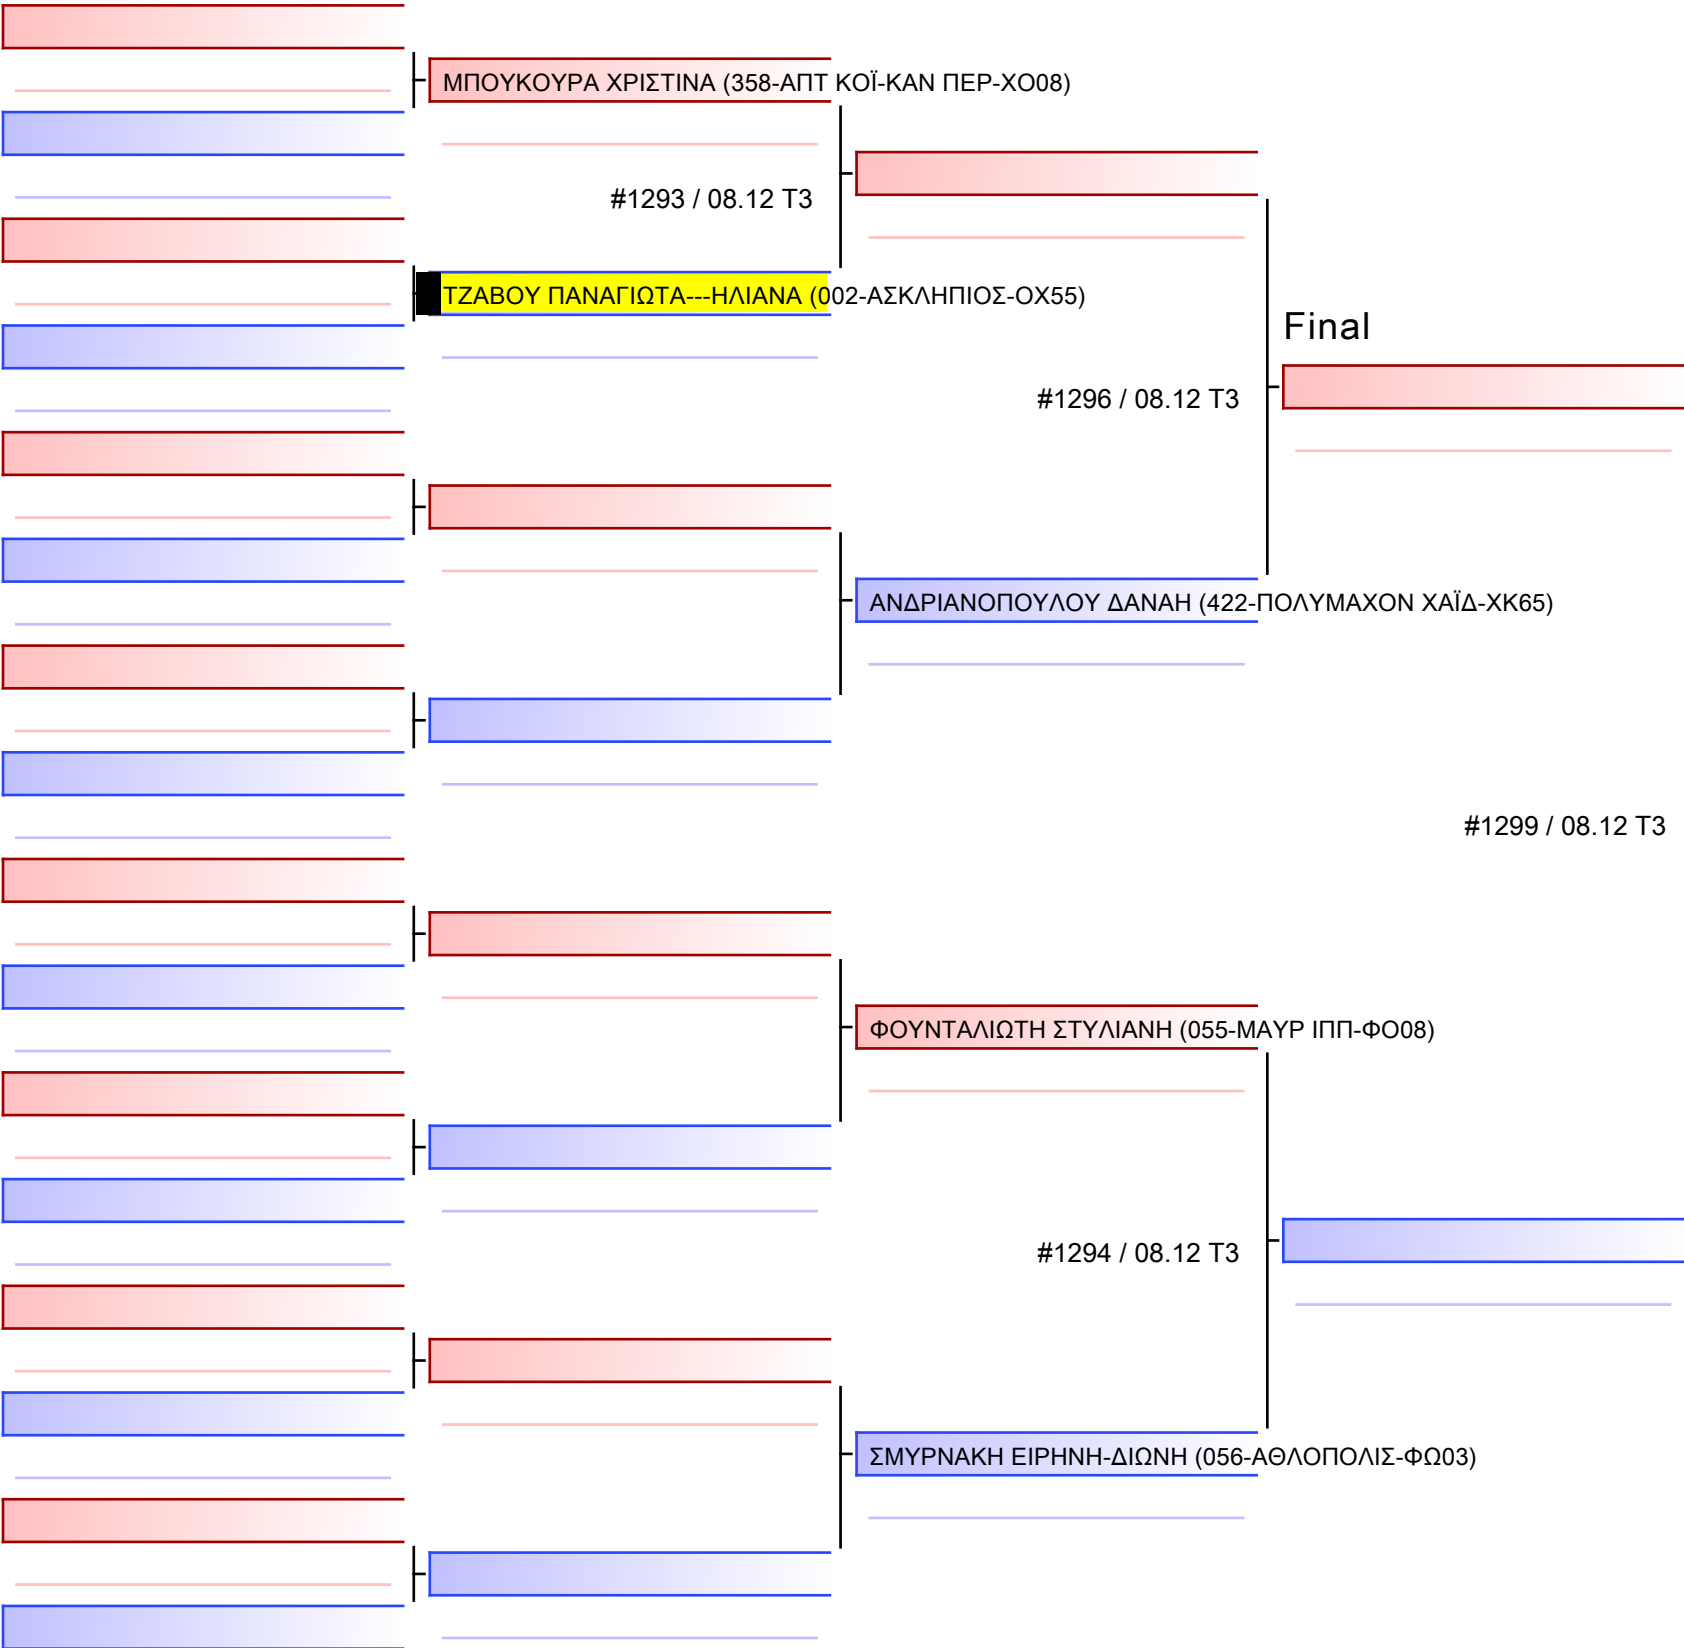 ΜΠΟΥΚΟΥΡΑ ΧΡΙΣΤΙΝΑ (358-ΑΠΤ ΚΟΪ-ΚΑΝ ΠΕΡ-ΧΟ08)
#1293 / 08.12 T3
ΤΖΑΒΟΥ ΠΑΝΑΓΙΩΤΑ---ΗΛΙΑΝΑ (002-ΑΣΚΛΗΠΙΟΣ-ΟΧ55)
Final
#1296 / 08.12 T3
ΑΝΔΡΙΑΝΟΠΟΥΛΟΥ ΔΑΝΑΗ (422-ΠΟΛΥΜΑΧΟΝ ΧΑΪΔ-ΧΚ65)
#1299 / 08.12 T3
ΦΟΥΝΤΑΛΙΩΤΗ ΣΤΥΛΙΑΝΗ (055-ΜΑΥΡ ΙΠΠ-ΦΟ08)
#1294 / 08.12 T3
ΣΜΥΡΝΑΚΗ ΕΙΡΗΝΗ-ΔΙΩΝΗ (056-ΑΘΛΟΠΟΛΙΣ-ΦΩ03)